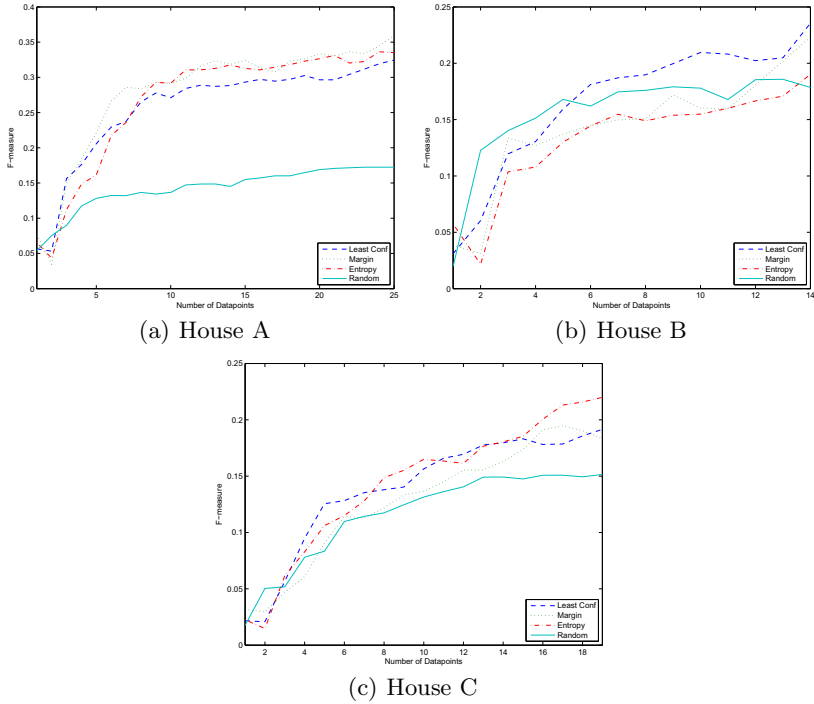 0.4
0.35
0.3
0.25
0.2
0.15
0.1
0.05
0
F-measure
5 10 15 20 25
Number of Datapoints
Least Conf
Margin
Entropy
Random
(a) House A
0.25
0.2
0.15
0.1
0.05
0
F-measure
2 4 6 8 10 12 14
Number of Datapoints
Least Conf
Margin
Entropy
Random
(b) House B
0.25
0.2
0.15
0.1
0.05
0
F-measure
2 4 6 8 10 12 14 16 18
Number of Datapoints
Least Conf
Margin
Entropy
Random
(c) House C